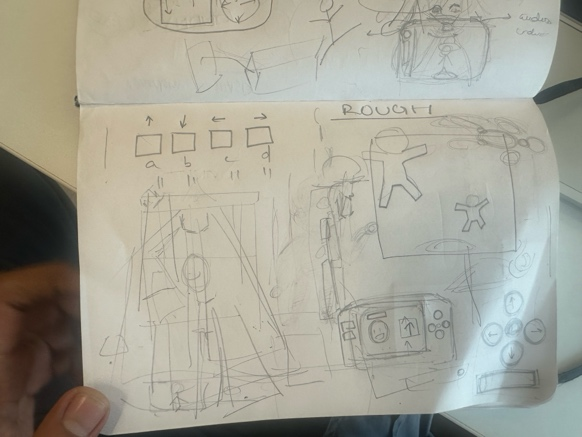 ROUGH
↑ ↓ ← →
a b c d
= = = =